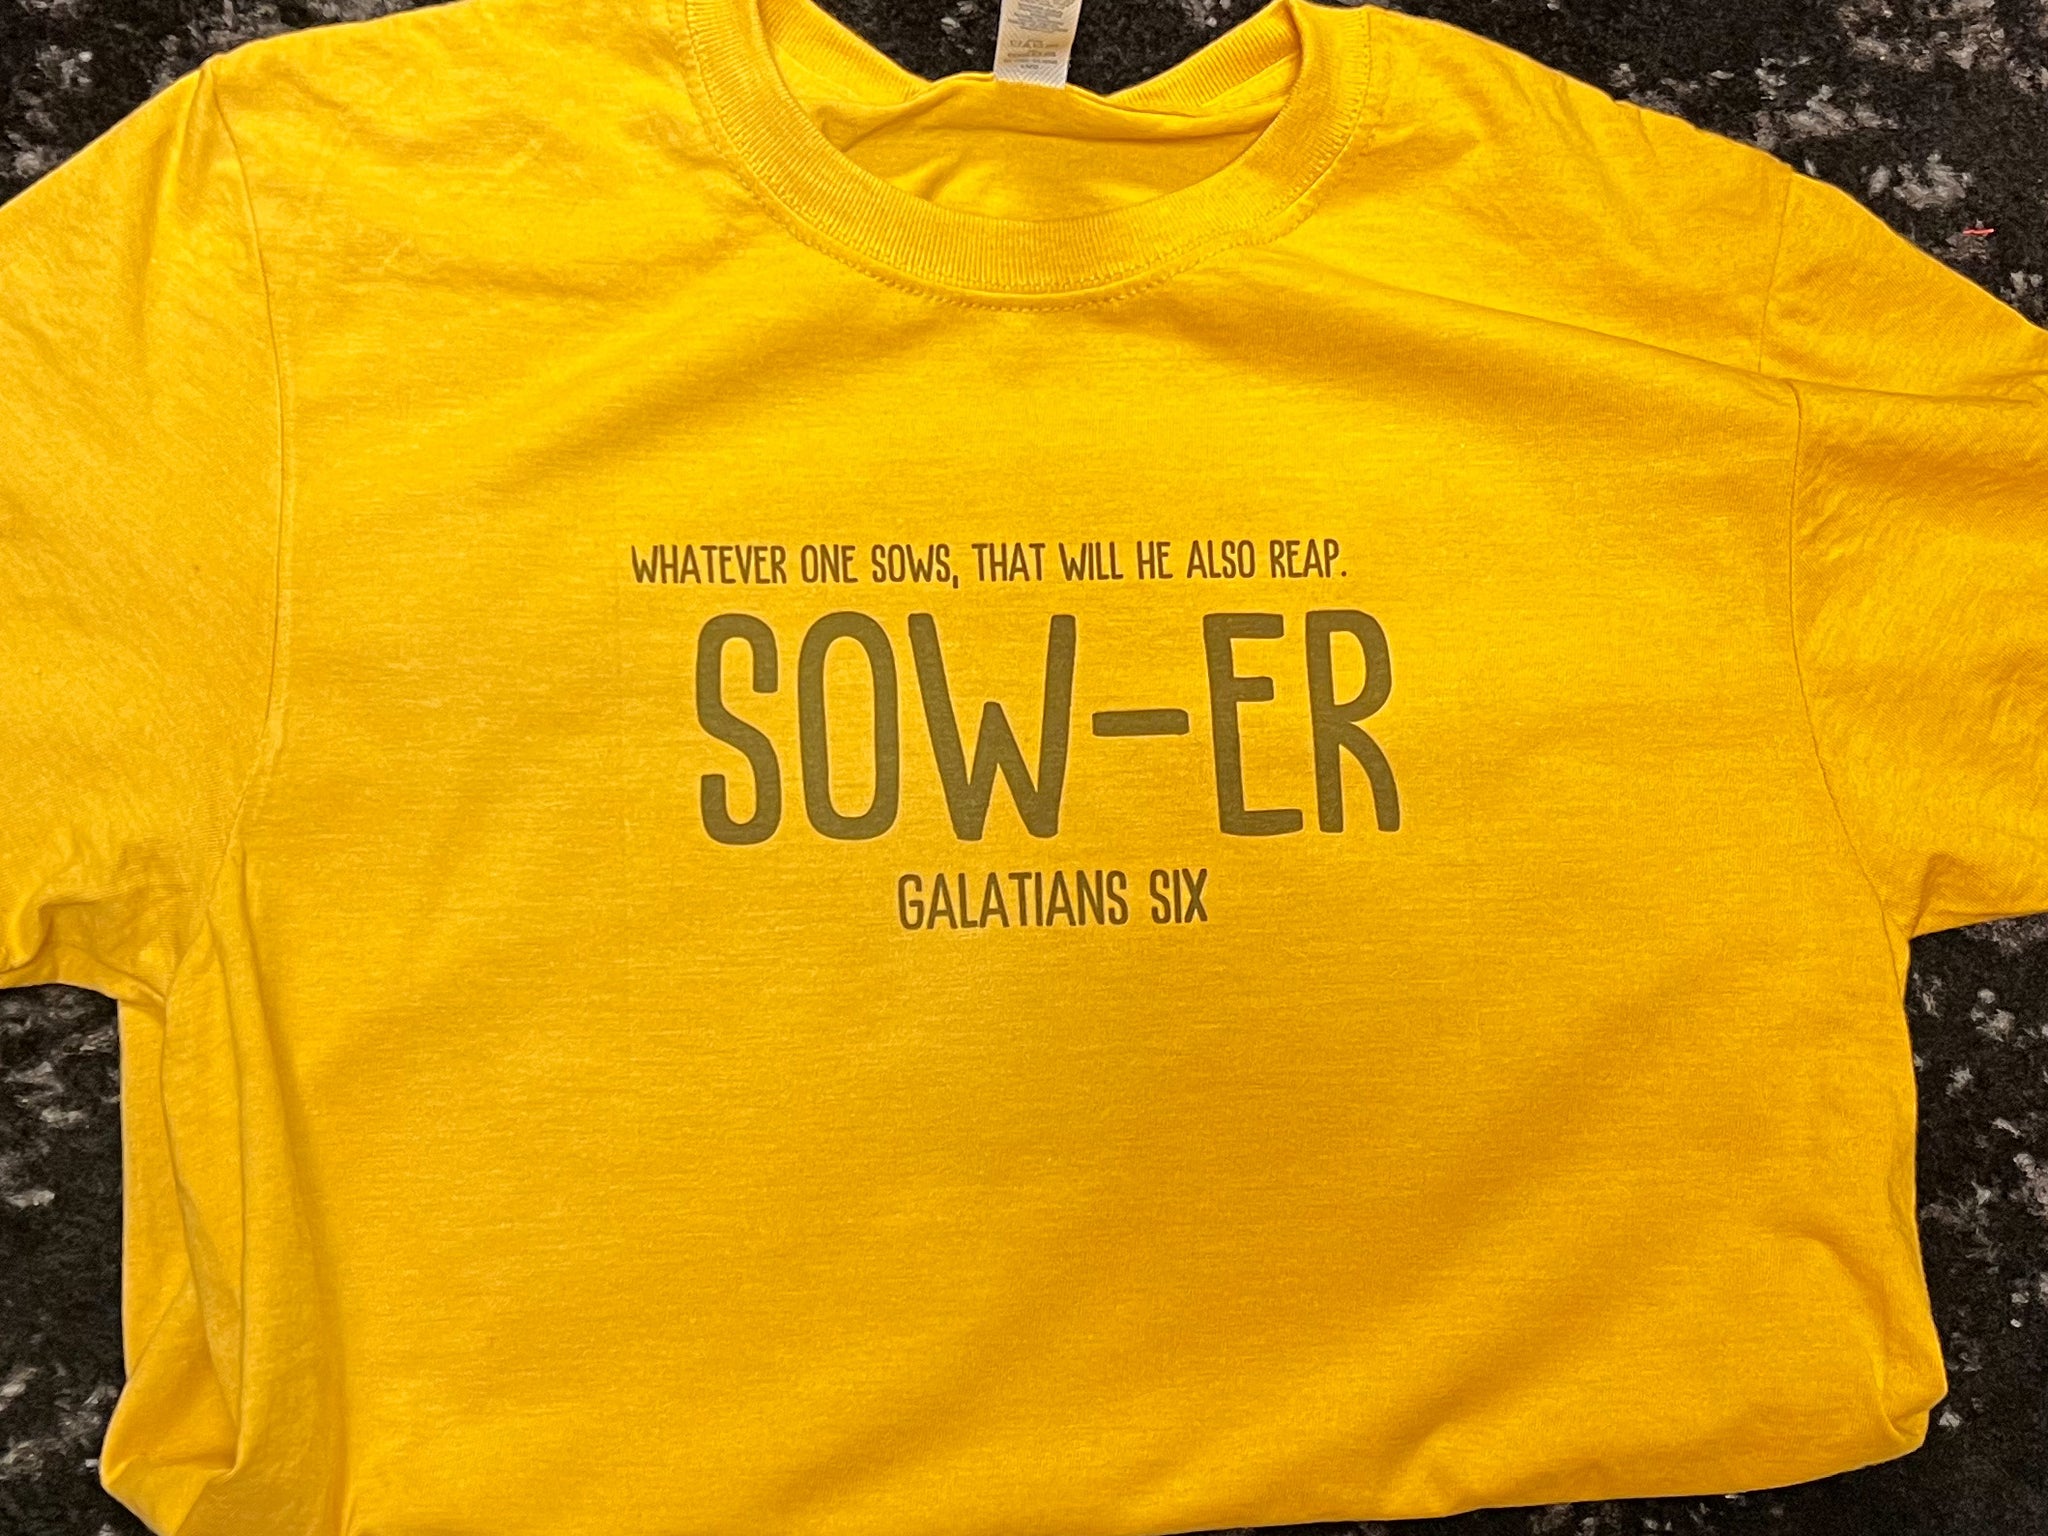 WHATEVER ONE SOWS, THAT WILL HE ALSO REAP.
SOW-ER
GALATIANS SIX